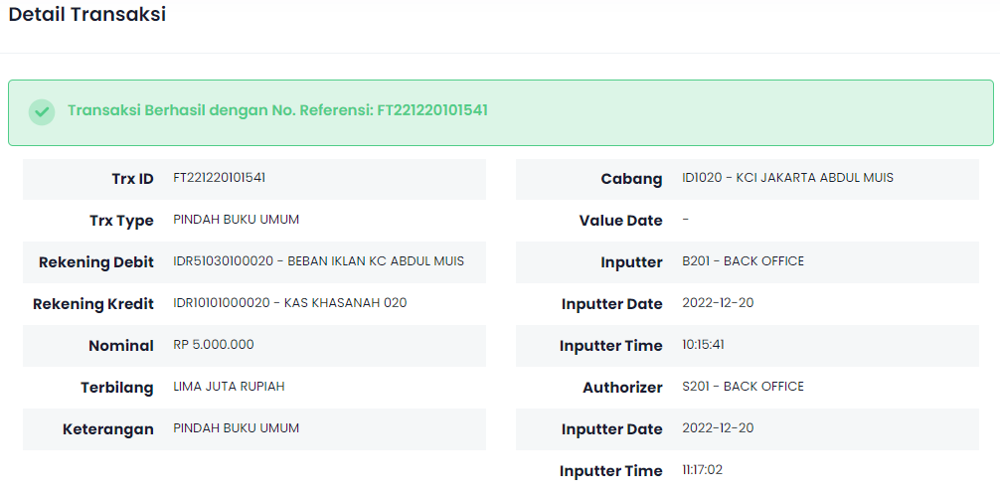 Detail Transaksi
Transaksi Berhasil dengan No. Referensi: FT221220101541
Trx ID FT221220101541
Trx Type PINDAH BUKU UMUM
Rekening Debit IDR51030100020 - BEBAN IKLAN KC ABDUL MUIS
Rekening Kredit IDR10101000020 - KAS KHASANAH 020
Nominal RP 5.000.000
Terbilang LIMA JUTA RUPIAH
Keterangan PINDAH BUKU UMUM
Cabang ID1020 - KCI JAKARTA ABDUL MUIS
Value Date -
Inputter B201 - BACK OFFICE
Inputter Date 2022-12-20
Inputter Time 10:15:41
Authorizer S201 - BACK OFFICE
Inputter Date 2022-12-20
Inputter Time 11:17:02